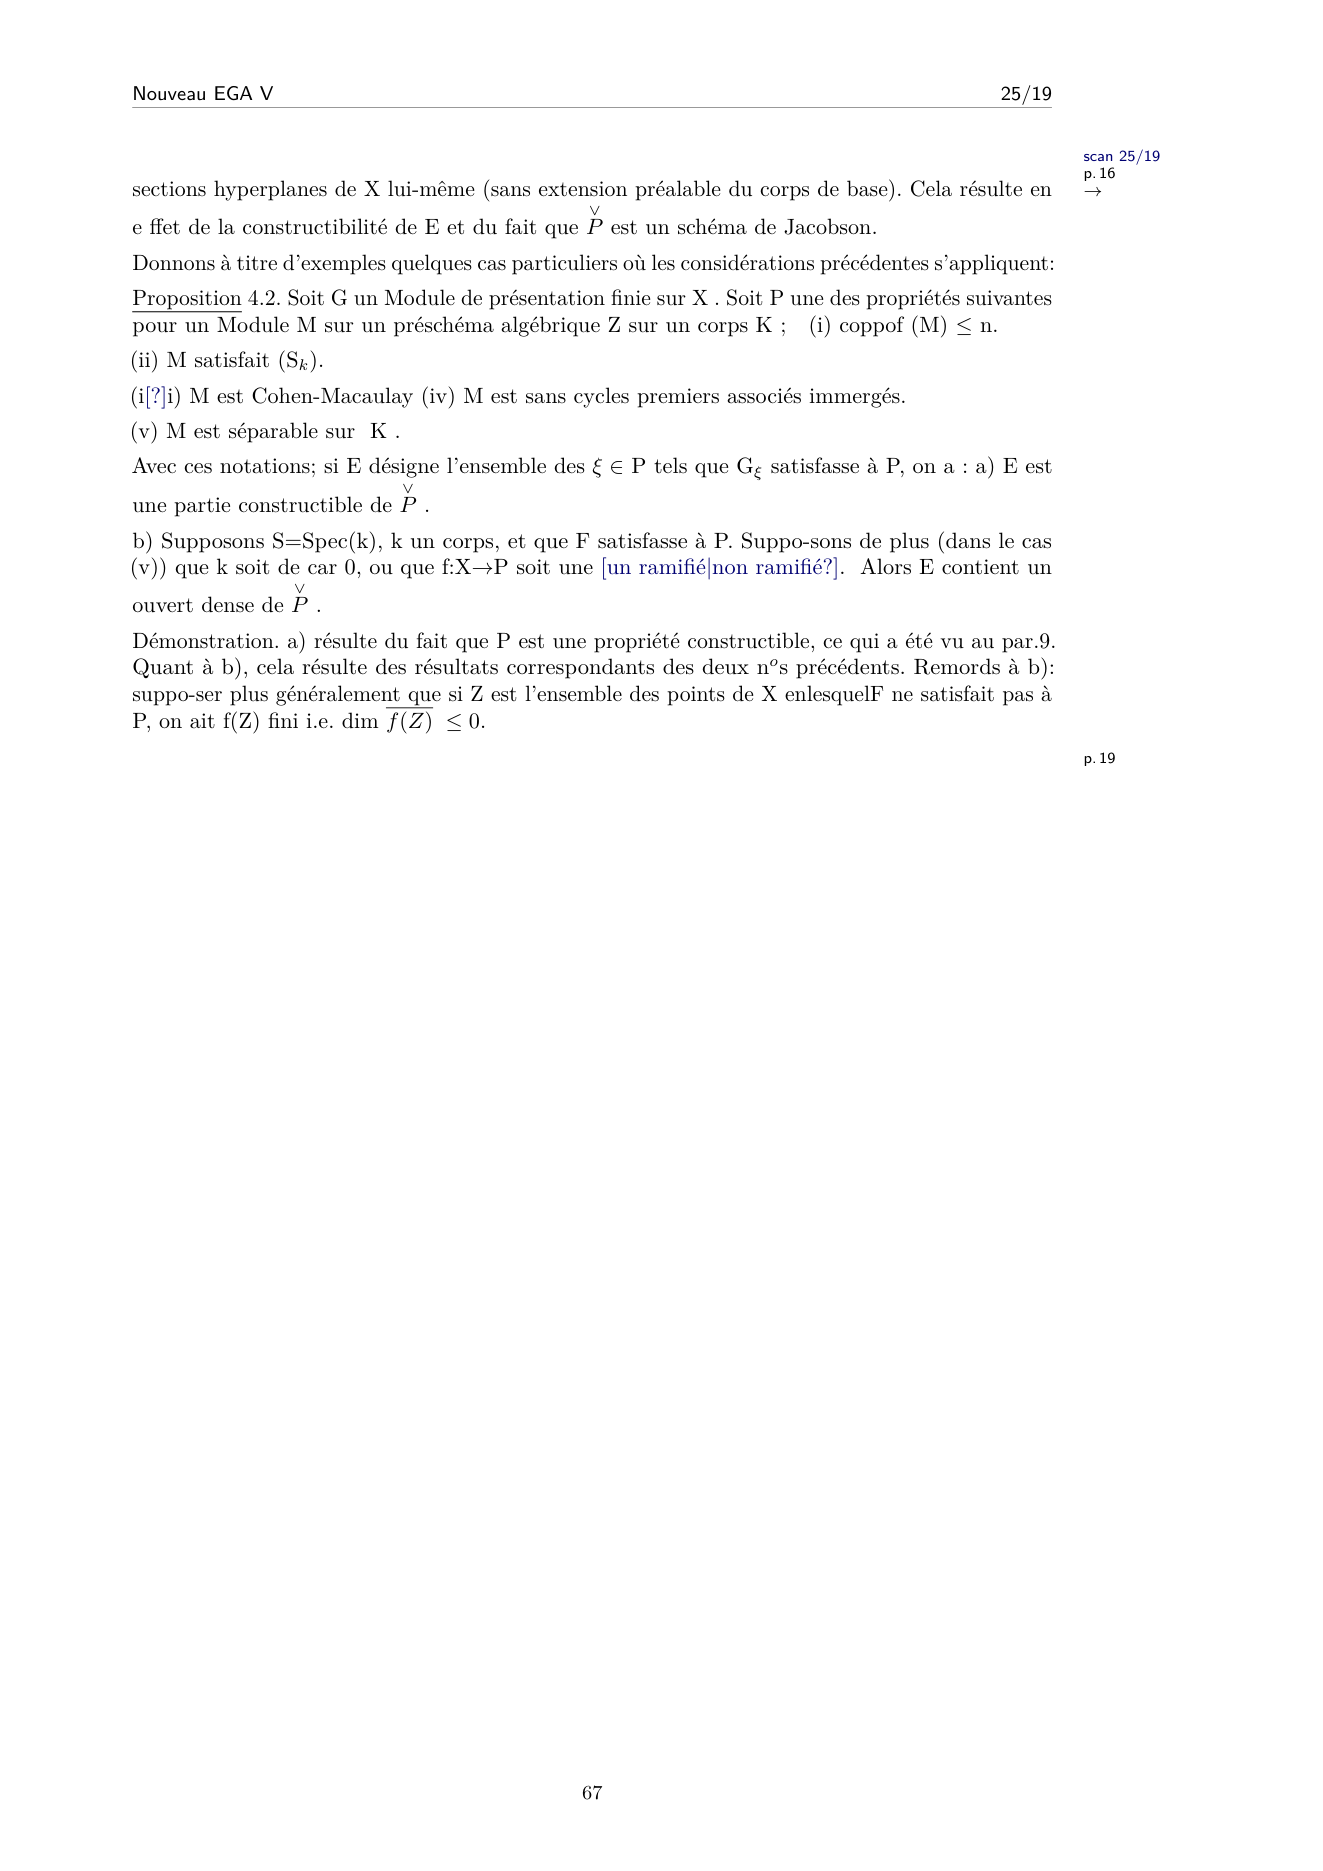 Nouveau EGA V 25/19
scan 25/19
p. 16
→
sections hyperplanes de X lui-même (sans extension préalable du corps de base). Cela résulte en
e ffet de la constructibilité de E et du fait que P̌ est un schéma de Jacobson.
Donnons à titre d'exemples quelques cas particuliers où les considérations précédentes s'appliquent:
Proposition 4.2. Soit G un Module de présentation finie sur X . Soit P une des propriétés suivantes
pour un Module M sur un préschéma algébrique Z sur un corps K ; (i) coppof (M) ≤ n.
(ii) M satisfait (Sₖ).
(i[?]i) M est Cohen-Macaulay (iv) M est sans cycles premiers associés immergés.
(v) M est séparable sur K .
Avec ces notations; si E désigne l'ensemble des ξ ∈ P tels que G_ξ satisfasse à P, on a : a) E est
une partie constructible de P̌ .
b) Supposons S=Spec(k), k un corps, et que F satisfasse à P. Suppo-sons de plus (dans le cas
(v)) que k soit de car 0, ou que f:X→P soit une [un ramifié|non ramifié?]. Alors E contient un
ouvert dense de P̌ .
Démonstration. a) résulte du fait que P est une propriété constructible, ce qui a été vu au par.9.
Quant à b), cela résulte des résultats correspondants des deux nᵒs précédents. Remords à b):
suppo-ser plus généralement que si Z est l'ensemble des points de X enlesquelF ne satisfait pas à
P, on ait f(Z) fini i.e. dim \overline{f(Z)} ≤ 0.
p. 19
67